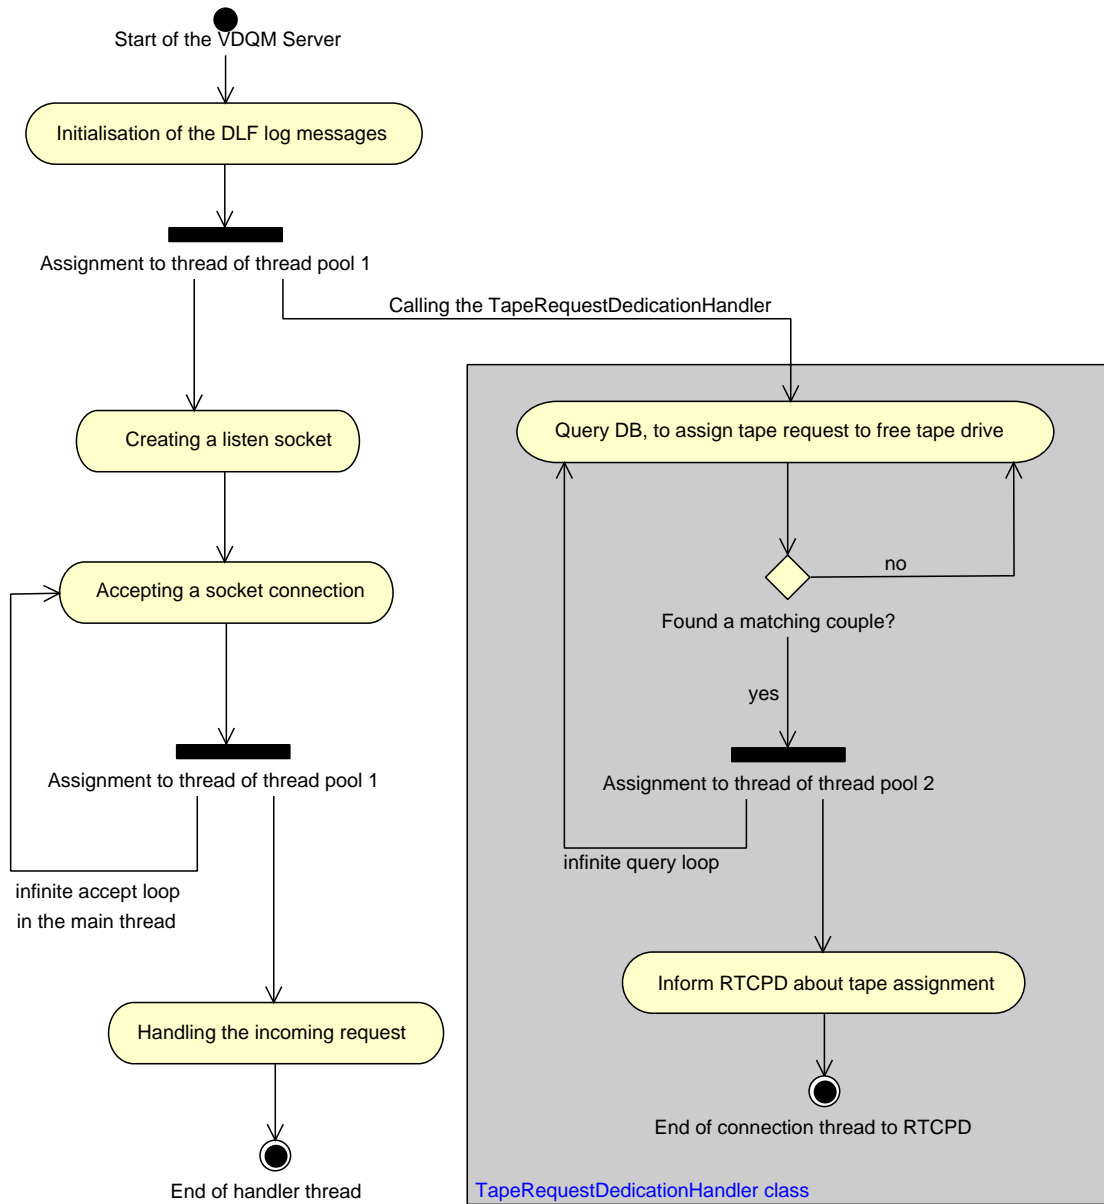 Start of the VDQM Server
Initialisation of the DLF log messages
Assignment to thread of thread pool 1
Calling the TapeRequestDedicationHandler
Creating a listen socket
Query DB, to assign tape request to free tape drive
Accepting a socket connection
no
Found a matching couple?
yes
Assignment to thread of thread pool 1
Assignment to thread of thread pool 2
infinite accept loop
in the main thread
infinite query loop
Inform RTCPD about tape assignment
Handling the incoming request
End of connection thread to RTCPD
End of handler thread
TapeRequestDedicationHandler class